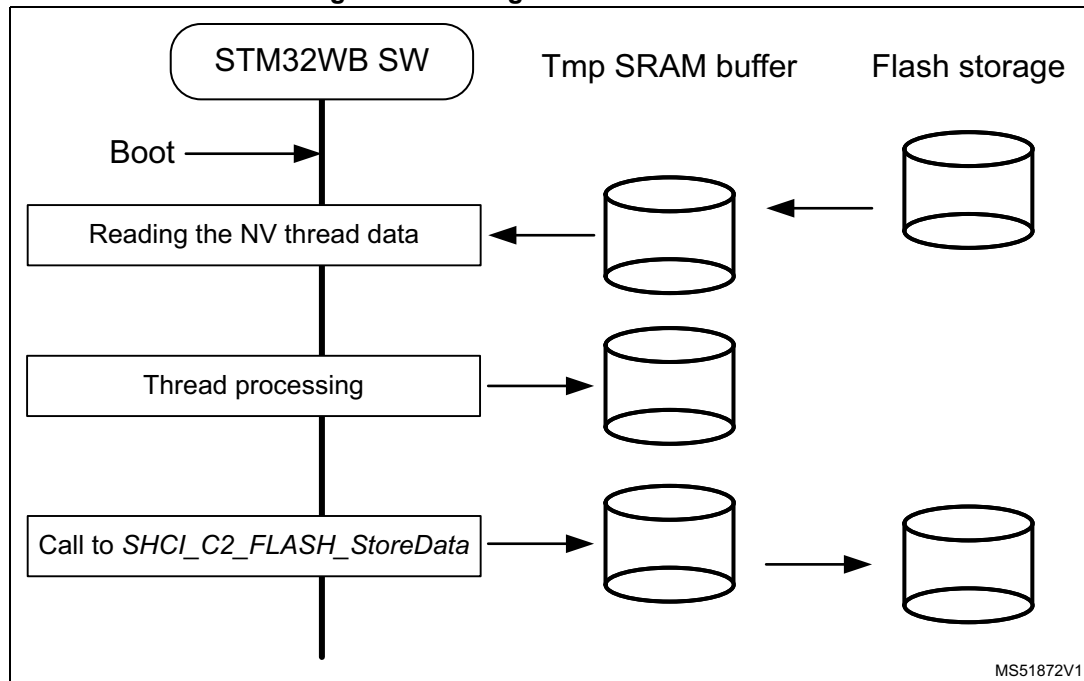 STM32WB SW
Tmp SRAM buffer
Flash storage
Boot
Reading the NV thread data
Thread processing
Call to SHCI_C2_FLASH_StoreData
MS51872V1